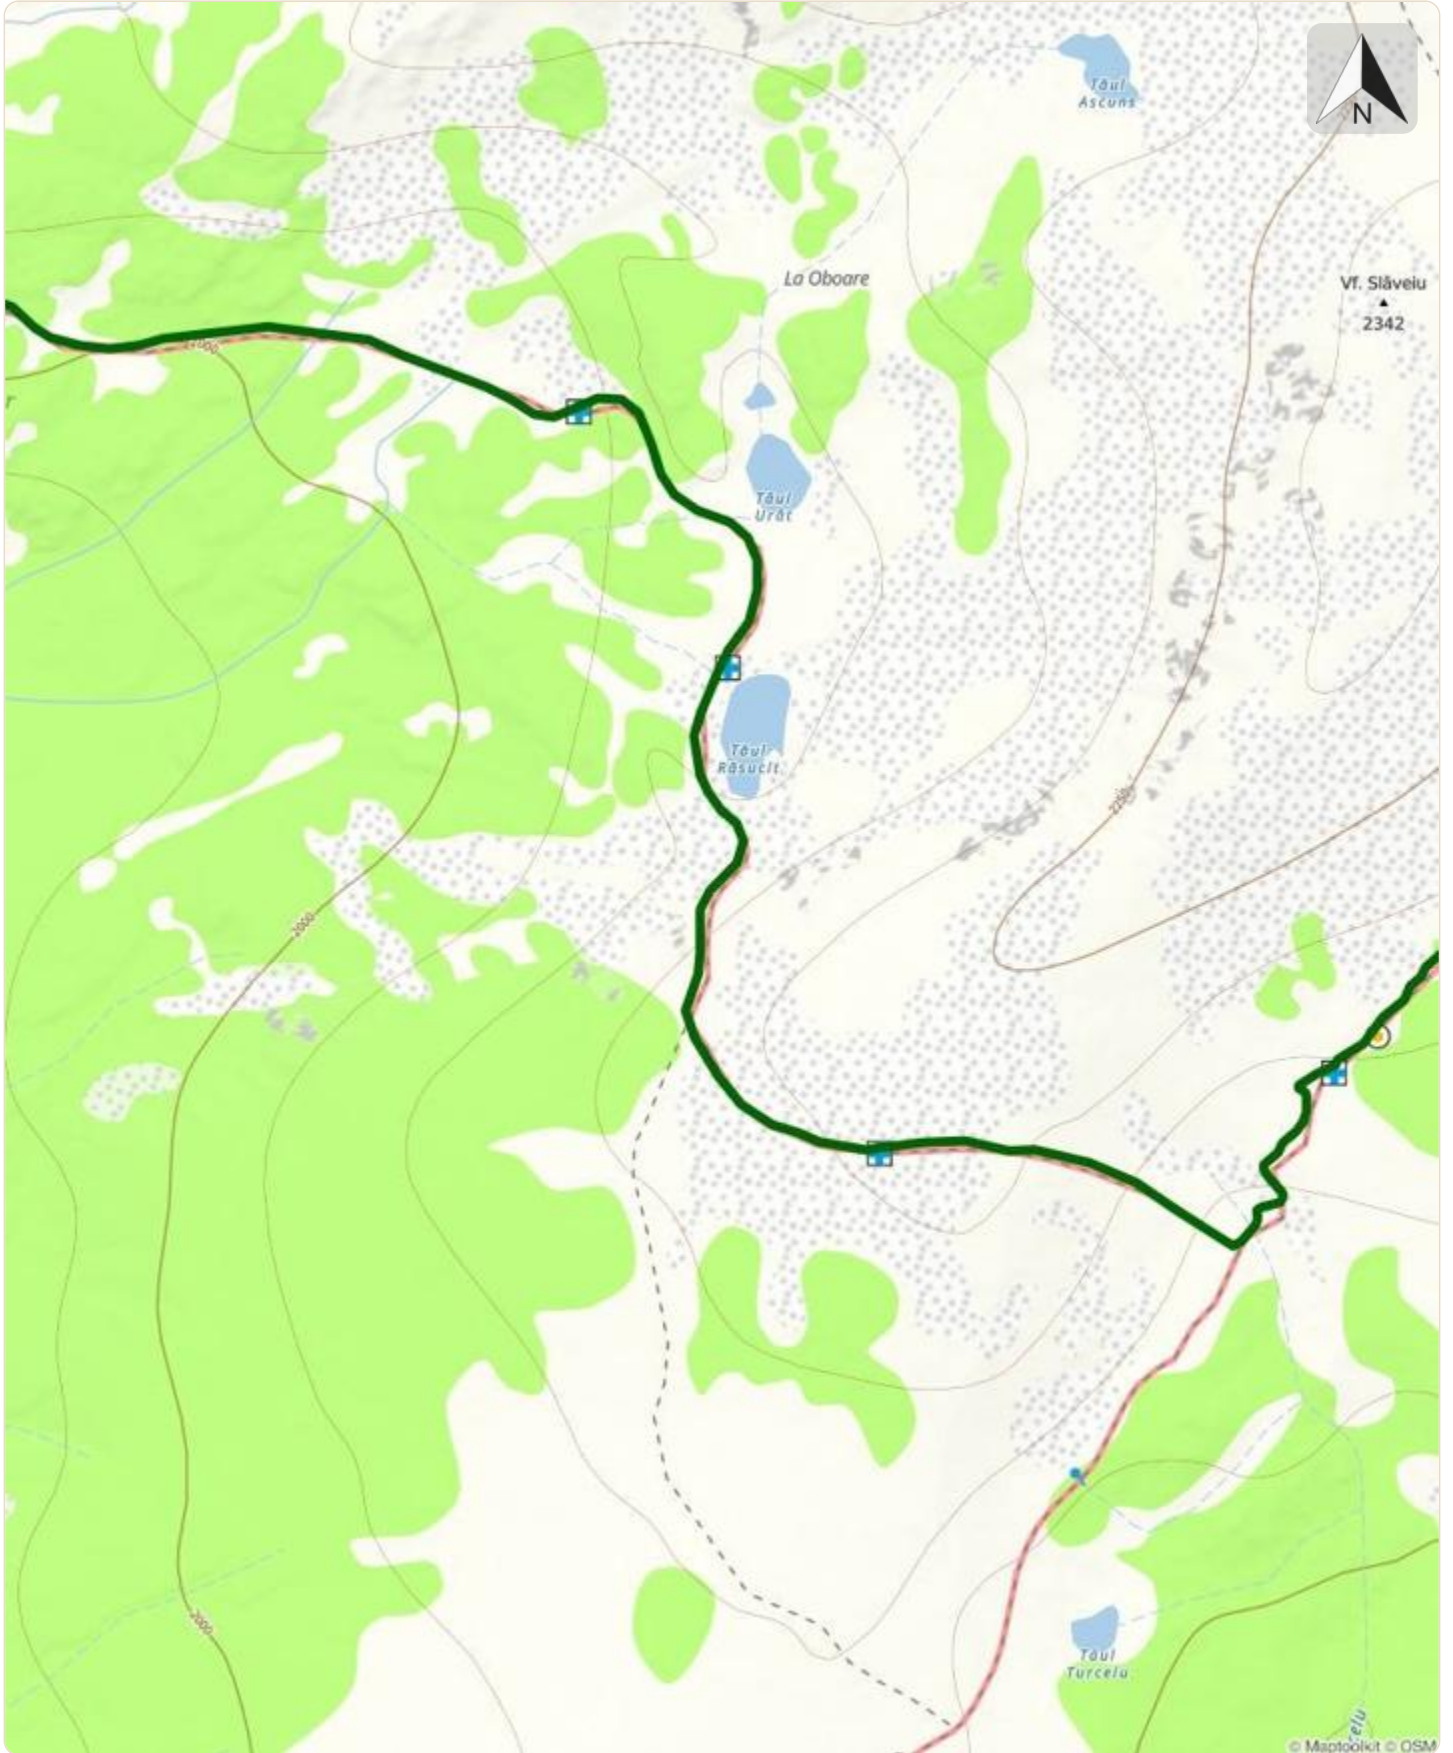 Tăul
Ascuns
N
La Oboare
Vf. Slăveiu
2342
2000
r
Tăul
Urât
Tăul
Răsucit
2200
2000
Tăul
Turcelu
2000
celu
© Maptoolkit © OSM